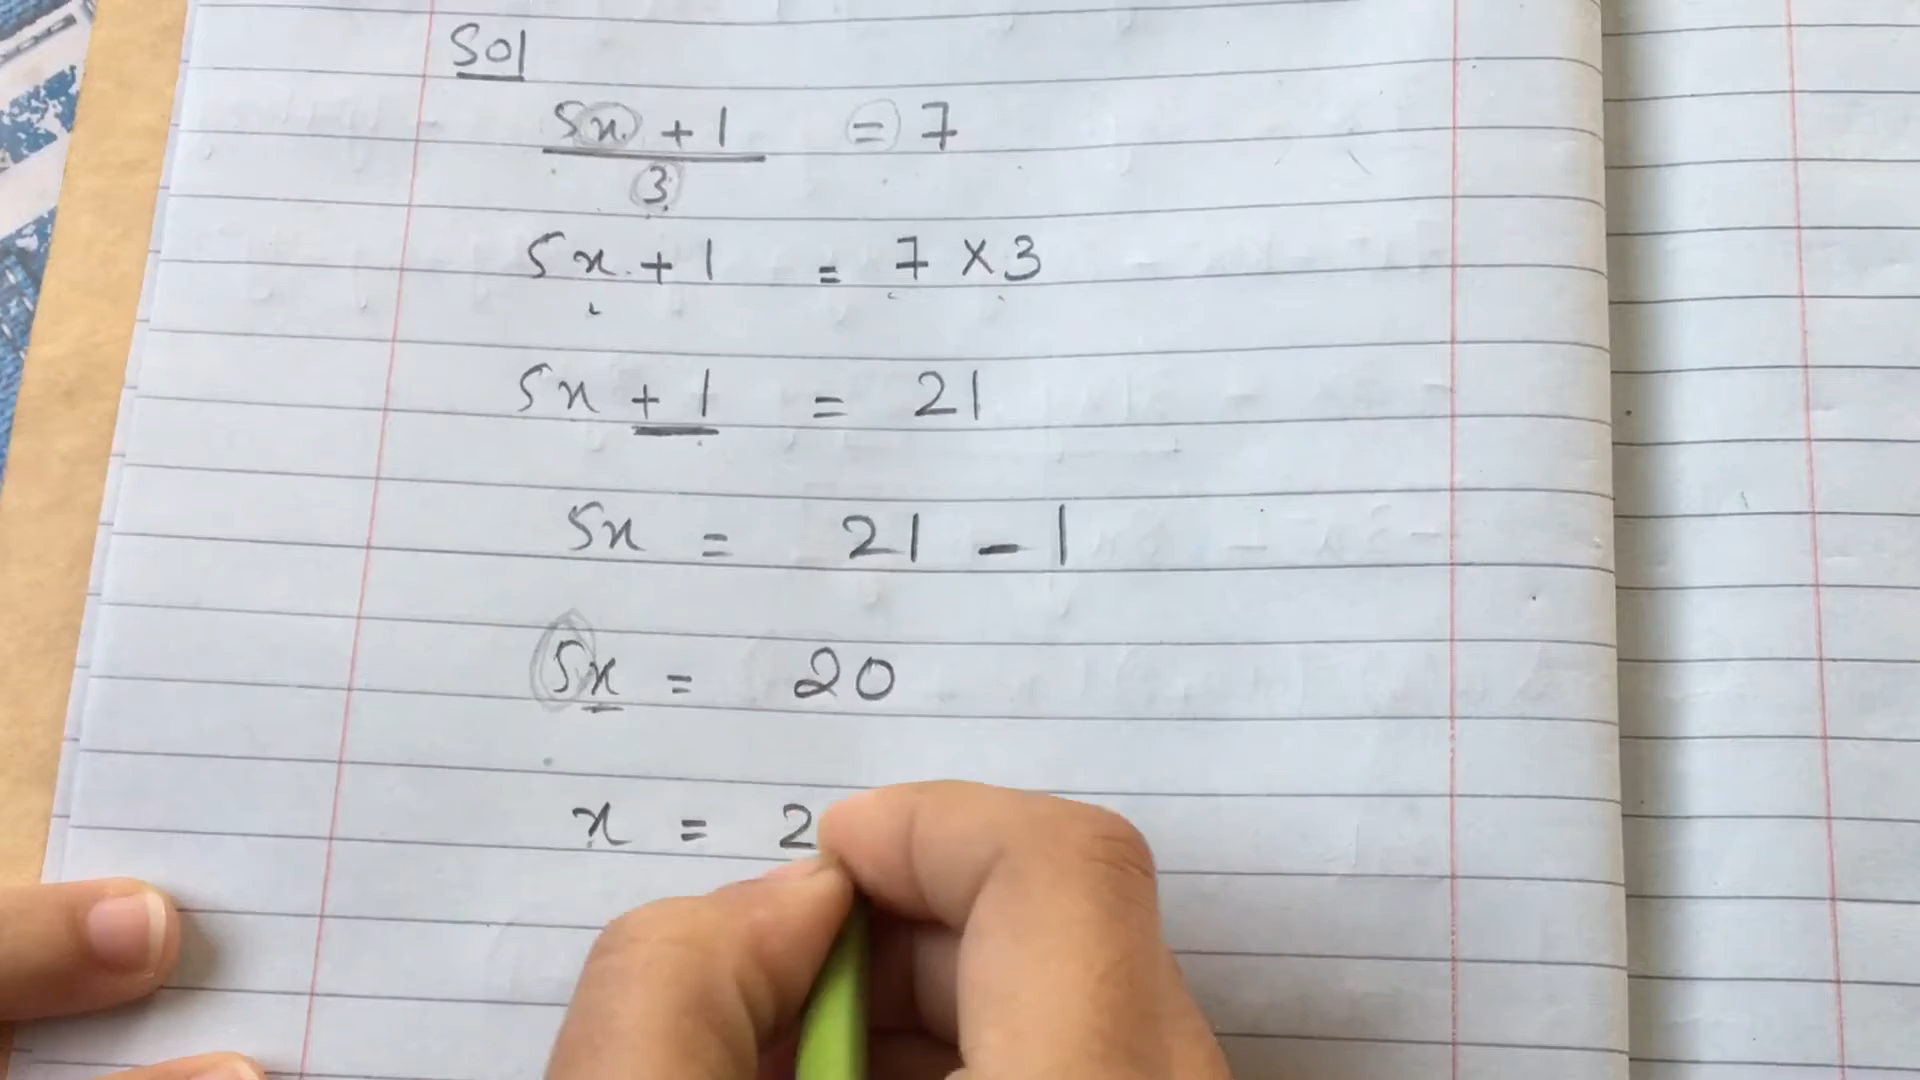 Sol
5x + 1 = 7
3
5x + 1 = 7 × 3
5x + 1 = 21
5x = 21 - 1
5x = 20
x = 2